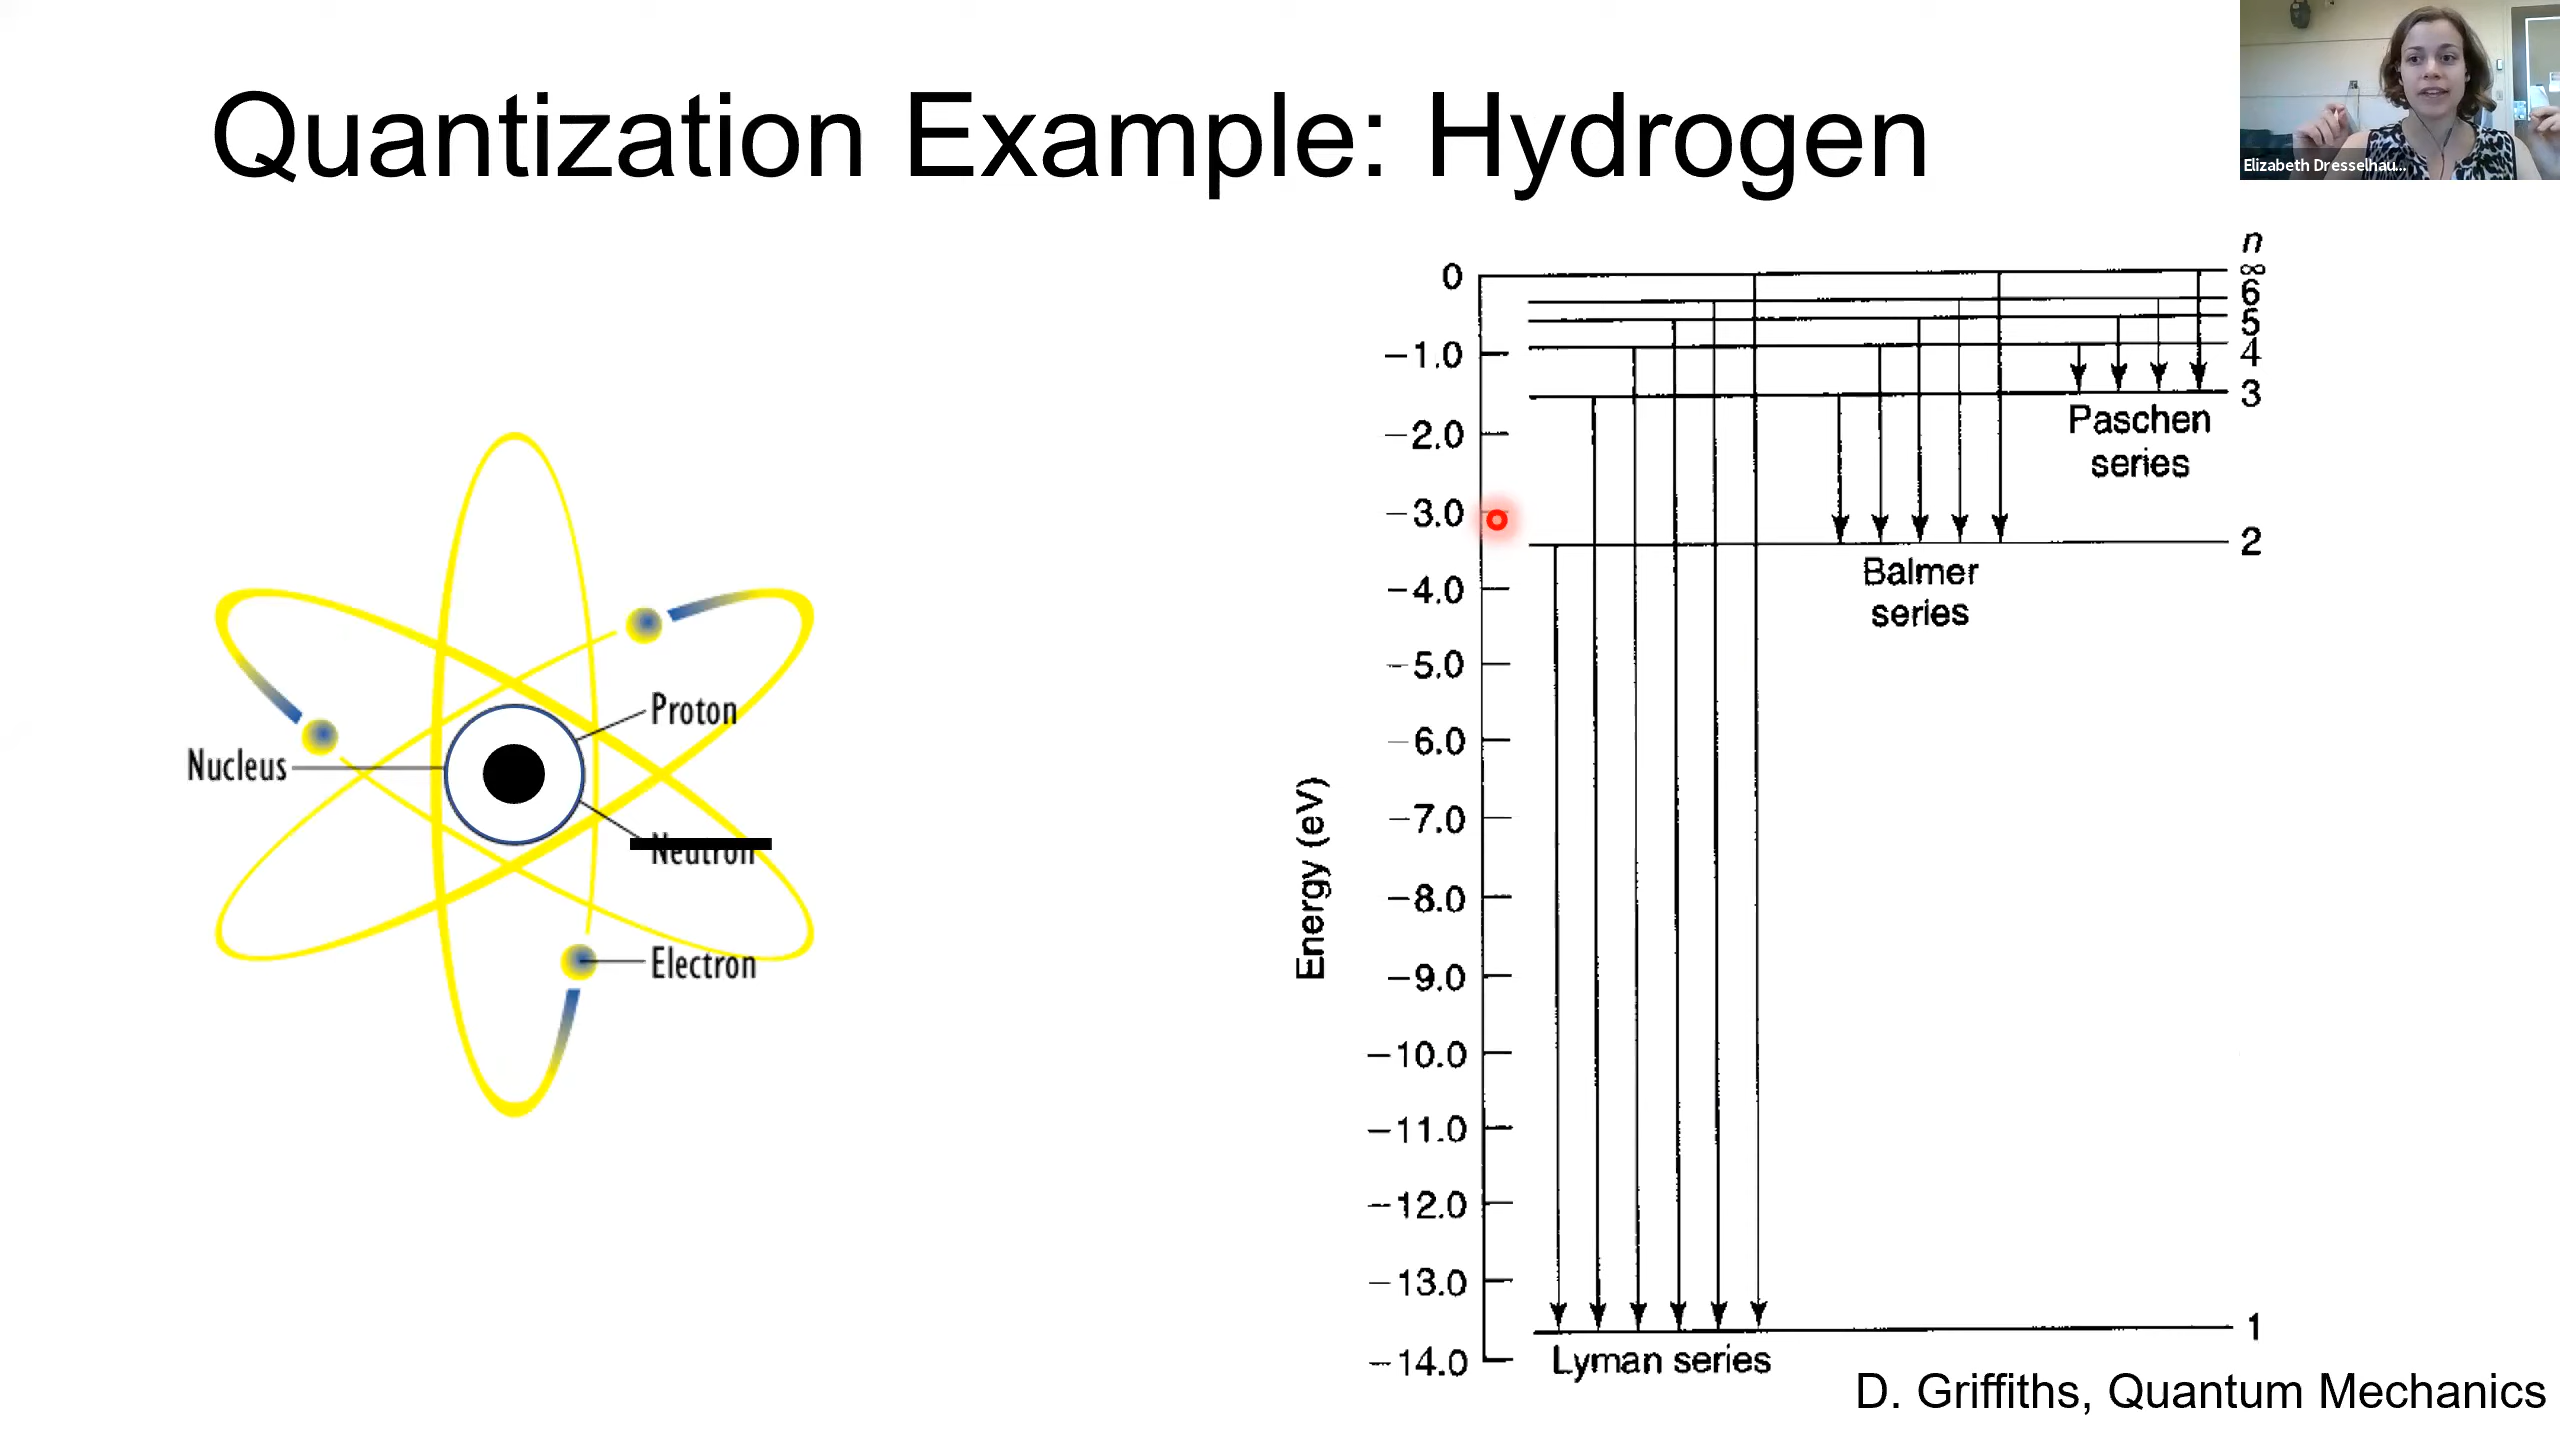 Quantization Example: Hydrogen
Elizabeth Dresselhau...
Proton
Nucleus
Neutron
Electron
n
0
∞
6
5
−1.0
4
3
−2.0
Paschen
series
−3.0
2
Balmer
series
−4.0
−5.0
−6.0
−7.0
Energy (eV)
−8.0
−9.0
−10.0
−11.0
−12.0
−13.0
1
−14.0
Lyman series
D. Griffiths, Quantum Mechanics